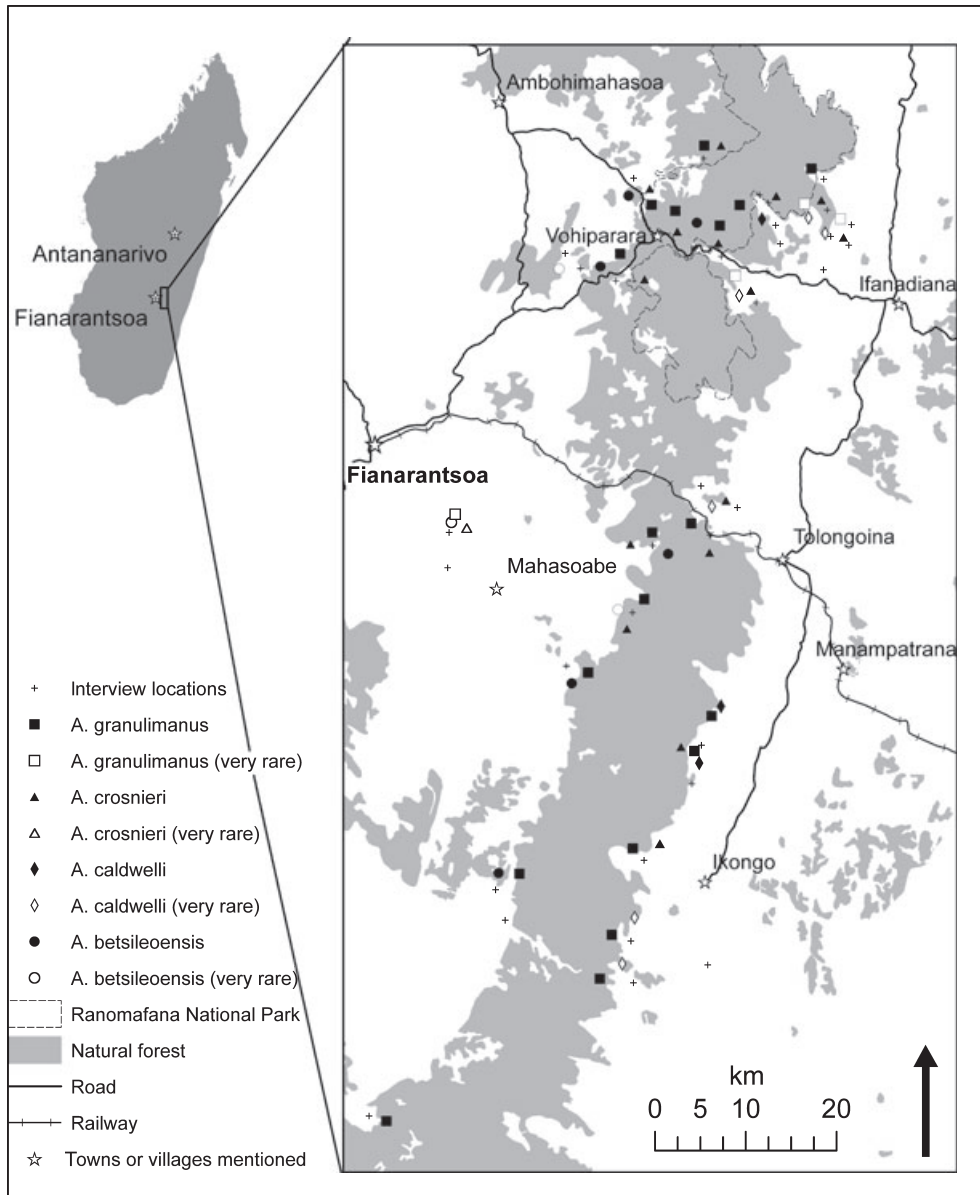 Antananarivo
Fianarantsoa
Ambohimahasoa
Vohiparara
Ifanadiana
Fianarantsoa
Tolongoina
Mahasoabe
Manampatrana
Ikongo
Interview locations
A. granulimanus
A. granulimanus (very rare)
A. crosnieri
A. crosnieri (very rare)
A. caldwelli
A. caldwelli (very rare)
A. betsileoensis
A. betsileoensis (very rare)
Ranomafana National Park
Natural forest
Road
Railway
Towns or villages mentioned
km
0 5 10 20